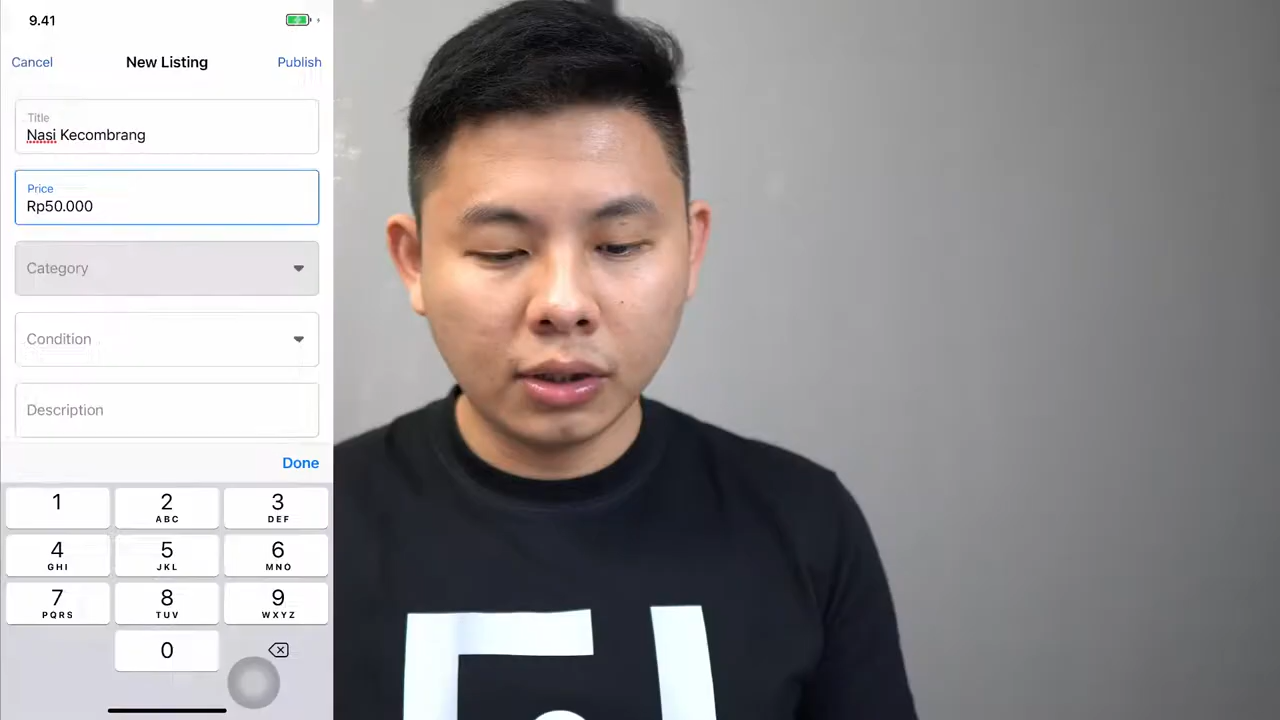 9.41
Cancel New Listing Publish
Title
Nasi Kecombrang
Price
Rp50.000
Category
Condition
Description
Done
1 2 3
ABC DEF
4 5 6
GHI JKL MNO
7 8 9
PQRS TUV WXYZ
0